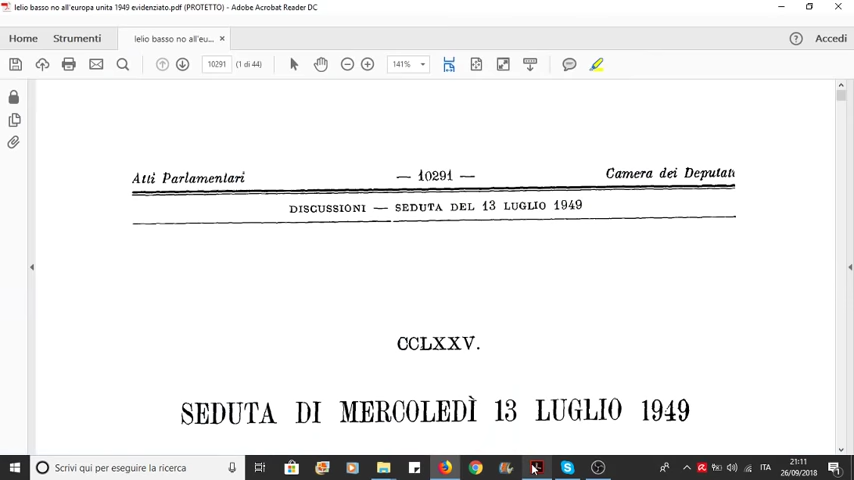 lelio basso no all'europa unita 1949 evidenziato.pdf (PROTETTO) - Adobe Acrobat Reader DC
Home Strumenti lelio basso no all'eu... × Accedi
10291 (1 di 44) 141%
Atti Parlamentari — 10291 — Camera dei Deputati
DISCUSSIONI — SEDUTA DEL 13 LUGLIO 1949
CCLXXV.
SEDUTA DI MERCOLEDÌ 13 LUGLIO 1949
Scrivi qui per eseguire la ricerca ITA 21:11
26/09/2018